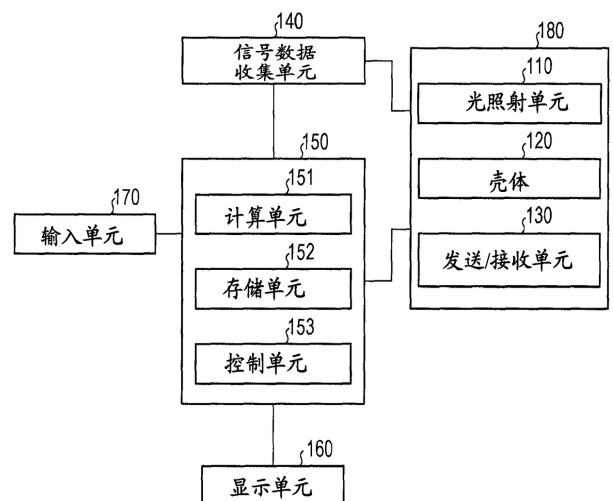 140
信号数据
收集单元
180
110
光照射单元
120
壳体
130
发送/接收单元
150
151
计算单元
152
存储单元
153
控制单元
170
输入单元
160
显示单元